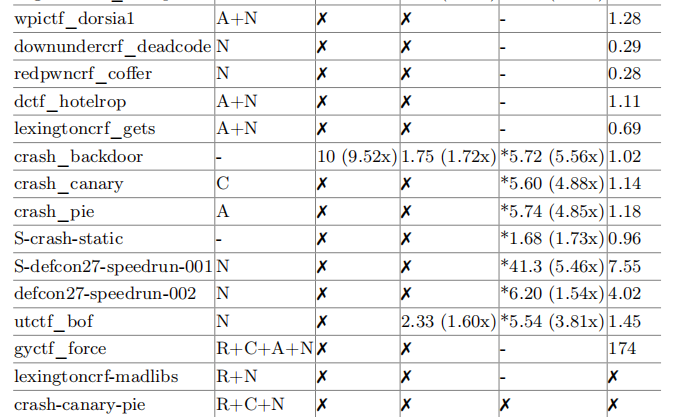 wpictf_dorsia1 A+N ✗ ✗ - 1.28
downundercrf_deadcode N ✗ ✗ - 0.29
redpwncrf_coffer N ✗ ✗ - 0.28
dctf_hotelrop A+N ✗ ✗ - 1.11
lexingtoncrf_gets A+N ✗ ✗ - 0.69
crash_backdoor - 10 (9.52x) 1.75 (1.72x) *5.72 (5.56x) 1.02
crash_canary C ✗ ✗ *5.60 (4.88x) 1.14
crash_pie A ✗ ✗ *5.74 (4.85x) 1.18
S-crash-static - ✗ ✗ *1.68 (1.73x) 0.96
S-defcon27-speedrun-001 N ✗ ✗ *41.3 (5.46x) 7.55
defcon27-speedrun-002 N ✗ ✗ *6.20 (1.54x) 4.02
utctf_bof N ✗ 2.33 (1.60x) *5.54 (3.81x) 1.45
gyctf_force R+C+A+N ✗ ✗ - 174
lexingtoncrf-madlibs R+N ✗ ✗ - ✗
crash-canary-pie R+C+N ✗ ✗ ✗ ✗